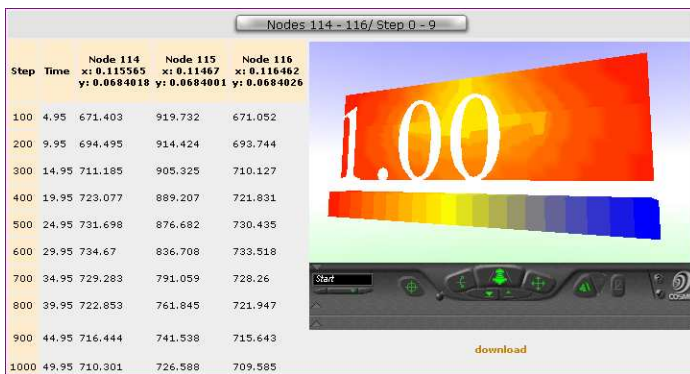 Nodes 114 - 116/ Step 0 - 9
Step Time Node 114 x: 0.115565 y: 0.0684018 Node 115 x: 0.11467 y: 0.0684001 Node 116 x: 0.116462 y: 0.0684026
100 4.95 671.403 919.732 671.052
200 9.95 694.495 914.424 693.744
300 14.95 711.185 905.325 710.127
400 19.95 723.077 889.207 721.831
500 24.95 731.698 876.682 730.435
600 29.95 734.67 836.708 733.518
700 34.95 729.283 791.059 728.26
800 39.95 722.853 761.845 721.947
900 44.95 716.444 741.538 715.643
1000 49.95 710.301 726.588 709.585
1.00
Start
COSMO
download